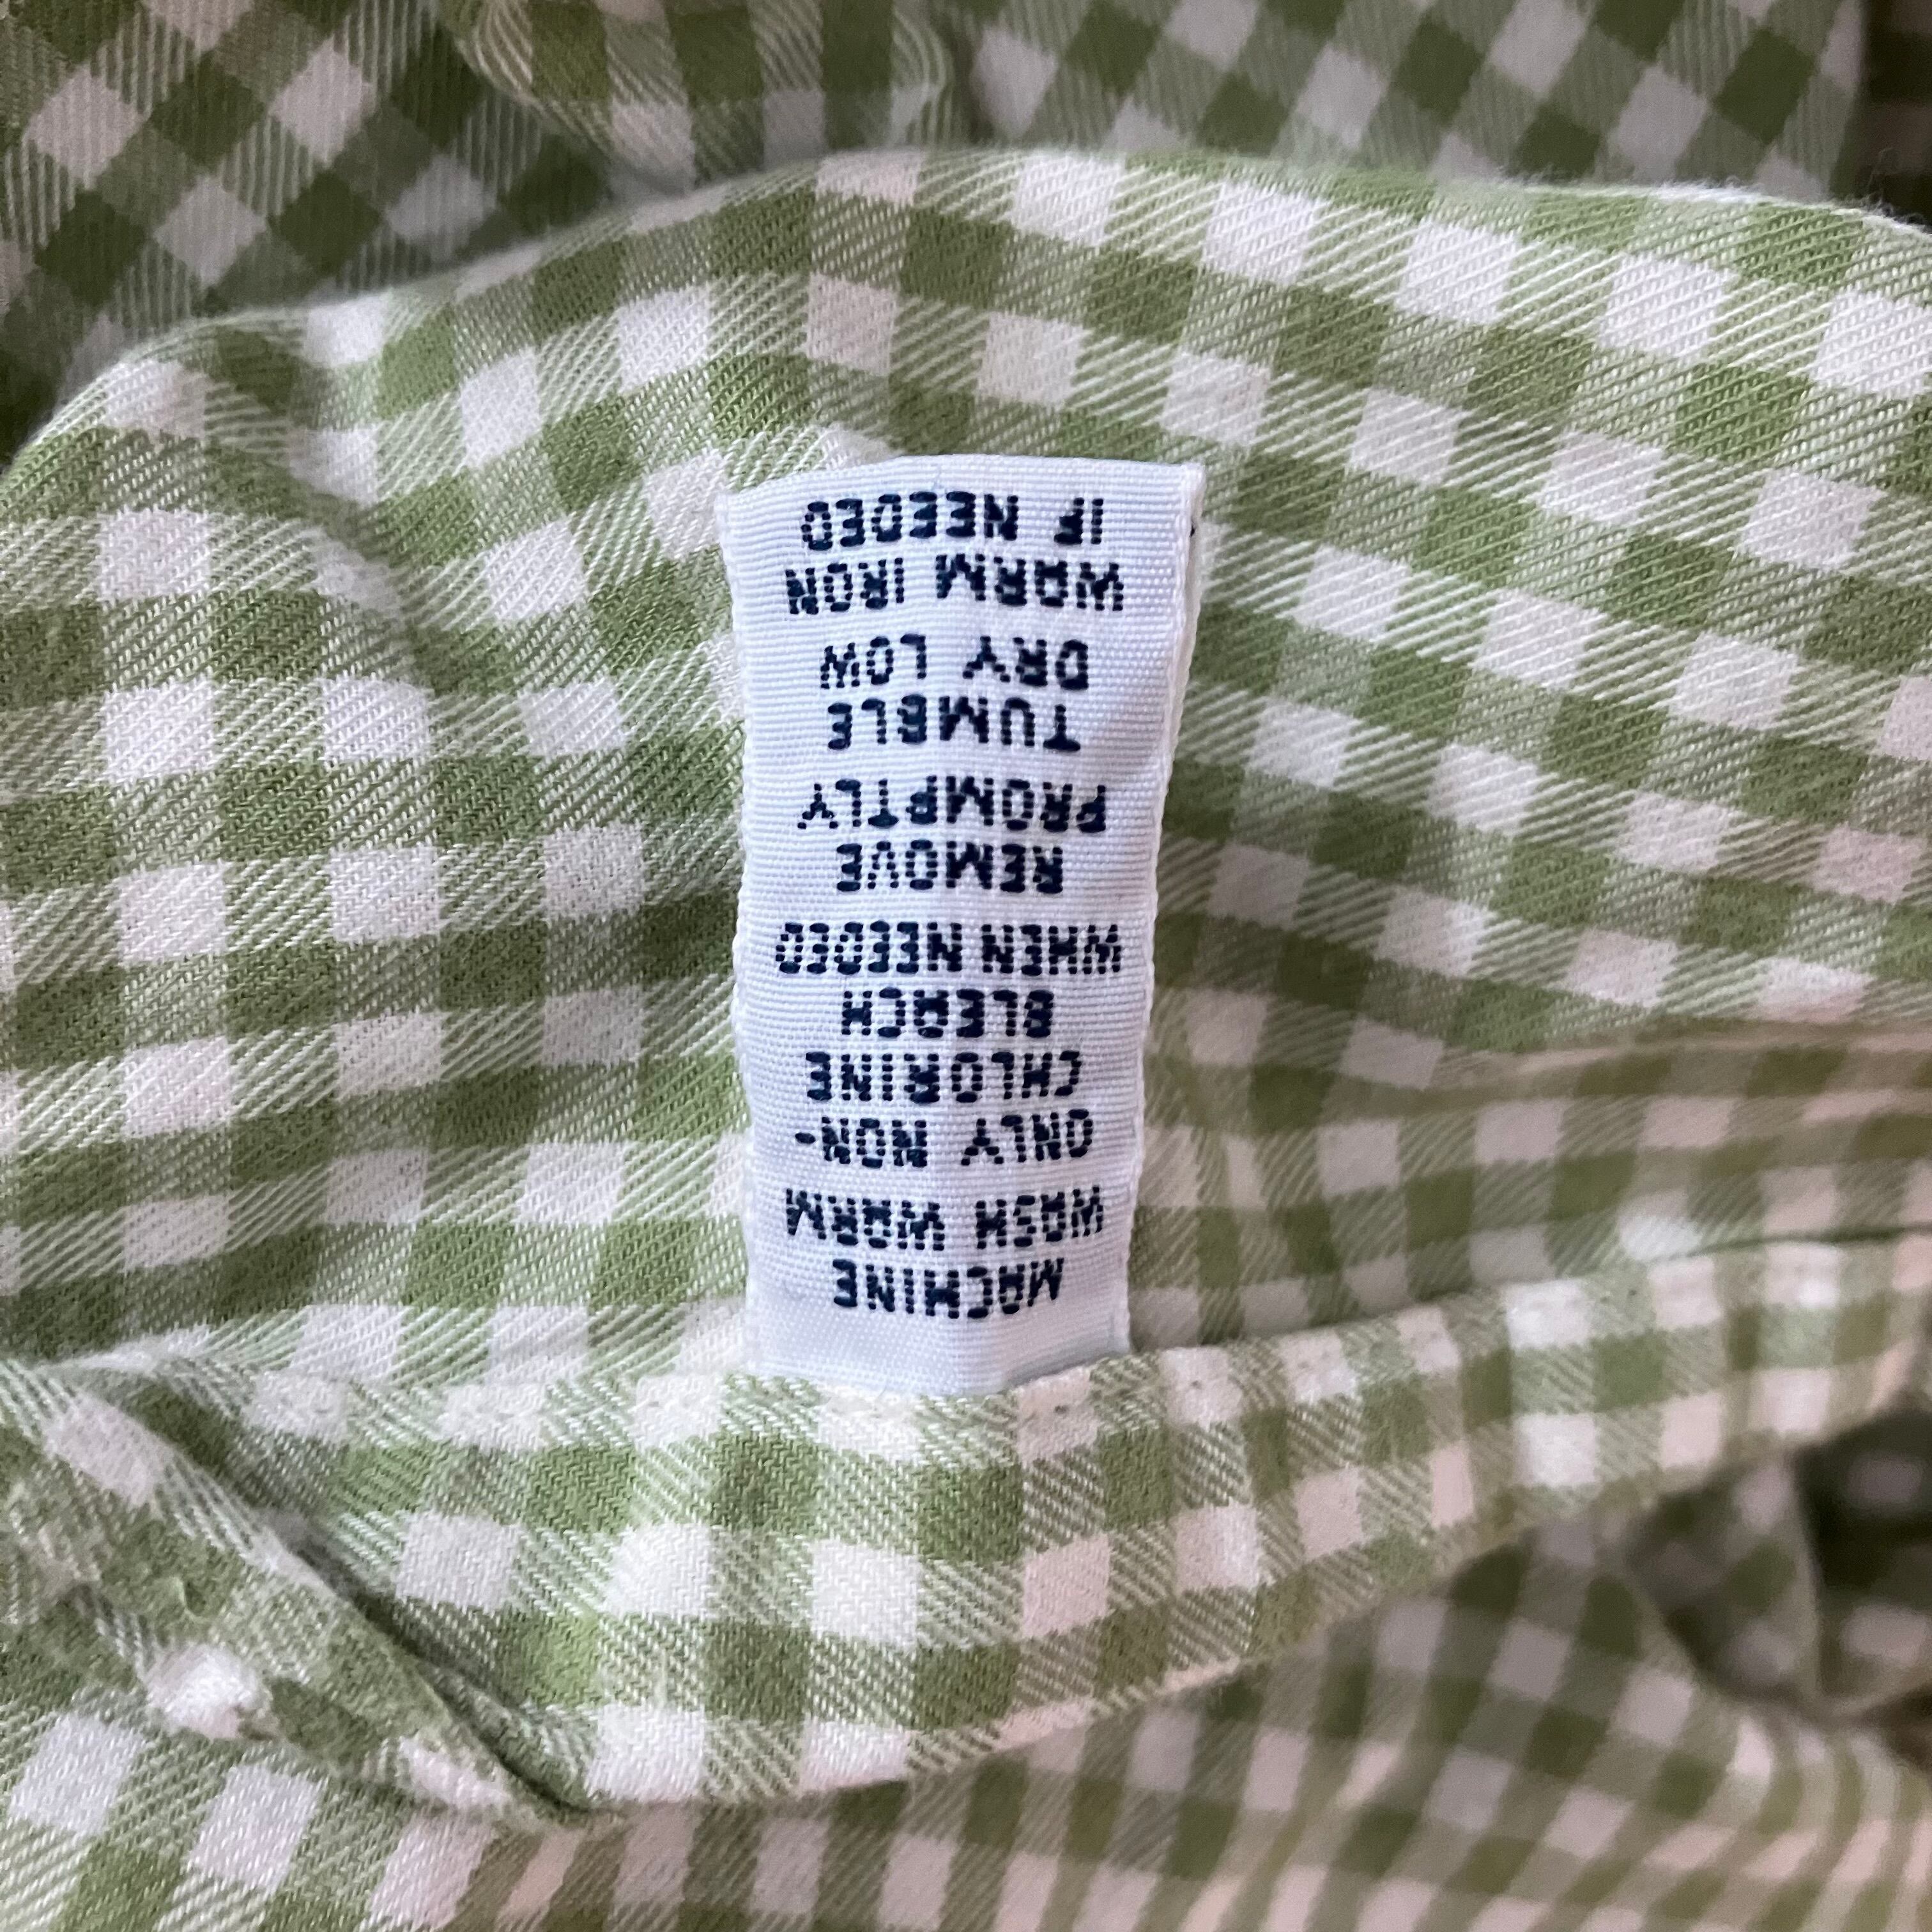 MACHINE
WASH WARM
ONLY NON-
CHLORINE
BLEACH
WHEN NEEDED
REMOVE
PROMPTLY
TUMBLE
DRY LOW
WARM IRON
IF NEEDED